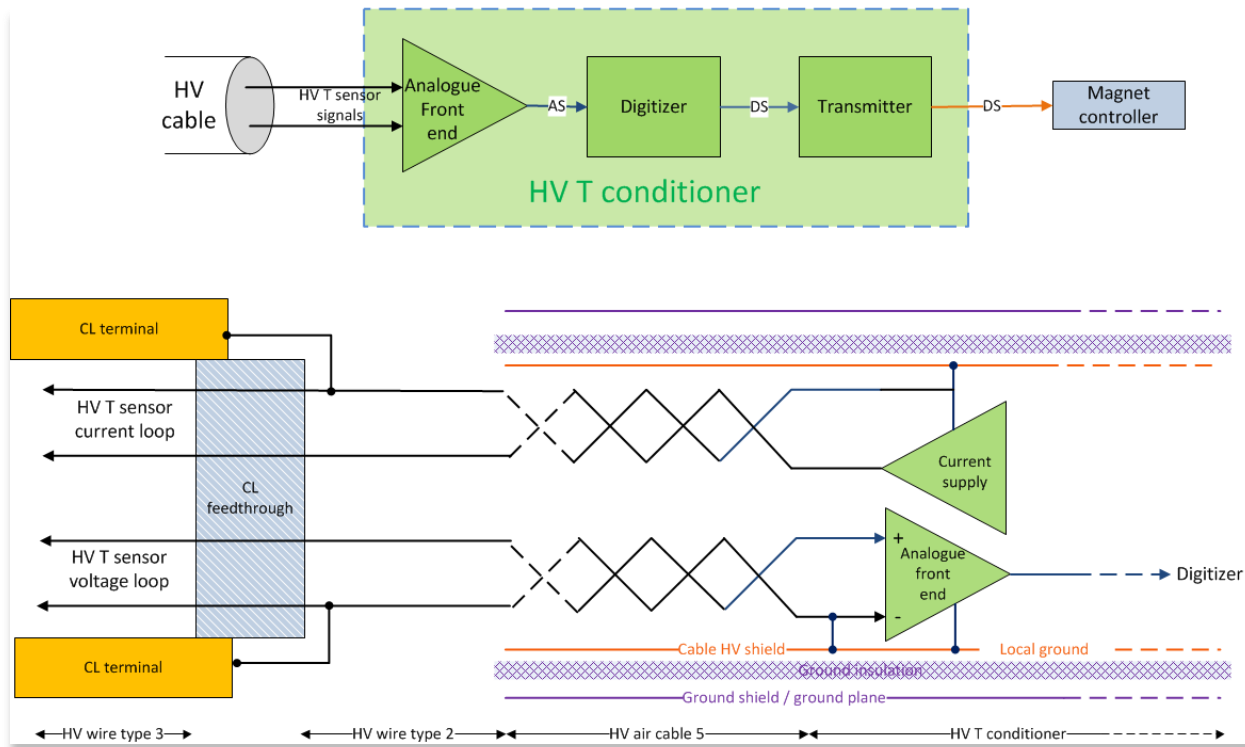 HV
cable
HV T sensor
signals
Analogue
Front
end
AS
Digitizer
DS
Transmitter
DS
Magnet
controller
HV T conditioner
CL terminal
HV T sensor
current loop
CL
feedthrough
Current
supply
HV T sensor
voltage loop
+
Analogue
front
end
-
Digitizer
CL terminal
Cable HV shield
Local ground
Ground insulation
Ground shield / ground plane
HV wire type 3
HV wire type 2
HV air cable 5
HV T conditioner